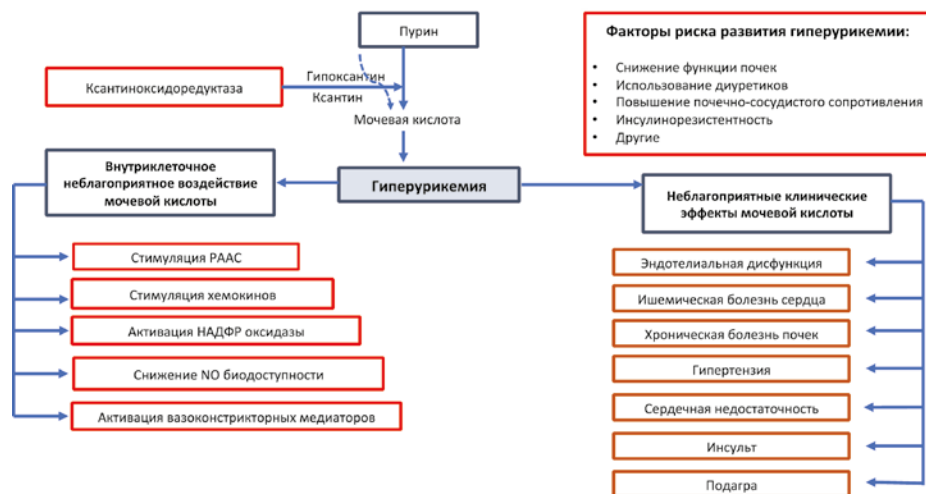 Пурин
Ксантиноксидоредуктаза
Гипоксантин
Ксантин
Мочевая кислота
Факторы риска развития гиперурикемии:
• Снижение функции почек
• Использование диуретиков
• Повышение почечно-сосудистого сопротивления
• Инсулинорезистентность
• Другие
Внутриклеточное
неблагоприятное воздействие
мочевой кислоты
Гиперурикемия
Неблагоприятные клинические
эффекты мочевой кислоты
Стимуляция РААС
Стимуляция хемокинов
Активация НАДФР оксидазы
Снижение NO биодоступности
Активация вазоконстрикторных медиаторов
Эндотелиальная дисфункция
Ишемическая болезнь сердца
Хроническая болезнь почек
Гипертензия
Сердечная недостаточность
Инсульт
Подагра